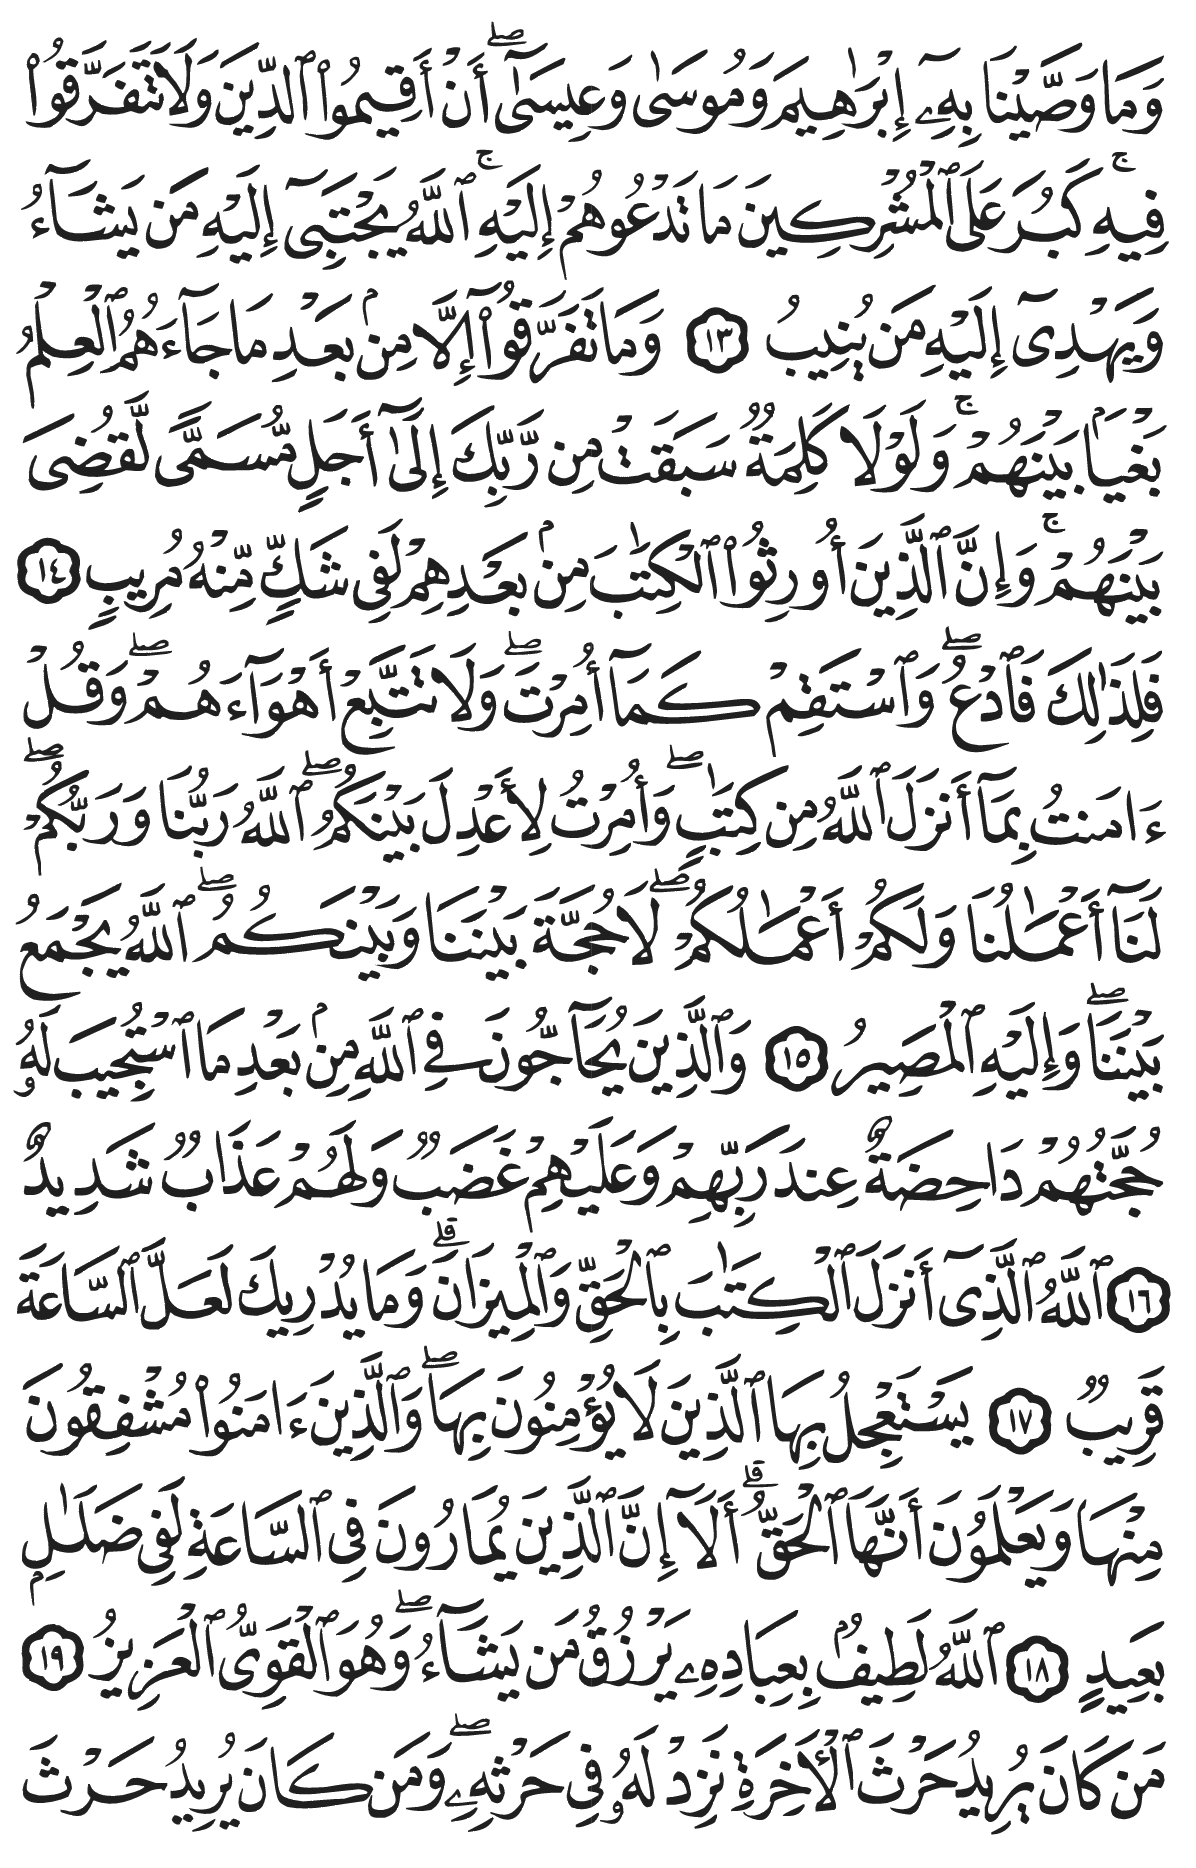 وَمَا وَصَّيْنَا بِهِۦٓ إِبْرَٰهِيمَ وَمُوسَىٰ وَعِيسَىٰٓ ۖ أَنْ أَقِيمُوا۟ ٱلدِّينَ وَلَا تَتَفَرَّقُوا۟
فِيهِ ۚ كَبُرَ عَلَى ٱلْمُشْرِكِينَ مَا تَدْعُوهُمْ إِلَيْهِ ۚ ٱللَّهُ يَجْتَبِىٓ إِلَيْهِ مَن يَشَآءُ
وَيَهْدِىٓ إِلَيْهِ مَن يُنِيبُ ١٣ وَمَا تَفَرَّقُوٓا۟ إِلَّا مِنۢ بَعْدِ مَا جَآءَهُمُ ٱلْعِلْمُ
بَغْيًۢا بَيْنَهُمْ ۚ وَلَوْلَا كَلِمَةٌ سَبَقَتْ مِن رَّبِّكَ إِلَىٰٓ أَجَلٍ مُّسَمًّى لَّقُضِىَ
بَيْنَهُمْ ۚ وَإِنَّ ٱلَّذِينَ أُورِثُوا۟ ٱلْكِتَٰبَ مِنۢ بَعْدِهِمْ لَفِى شَكٍّ مِّنْهُ مُرِيبٍ ١٤
فَلِذَٰلِكَ فَٱدْعُ ۖ وَٱسْتَقِمْ كَمَآ أُمِرْتَ ۖ وَلَا تَتَّبِعْ أَهْوَآءَهُمْ ۖ وَقُلْ
ءَامَنتُ بِمَآ أَنزَلَ ٱللَّهُ مِن كِتَٰبٍ ۖ وَأُمِرْتُ لِأَعْدِلَ بَيْنَكُمُ ۖ ٱللَّهُ رَبُّنَا وَرَبُّكُمْ ۖ
لَنَآ أَعْمَٰلُنَا وَلَكُمْ أَعْمَٰلُكُمْ ۖ لَا حُجَّةَ بَيْنَنَا وَبَيْنَكُمُ ۖ ٱللَّهُ يَجْمَعُ
بَيْنَنَا ۖ وَإِلَيْهِ ٱلْمَصِيرُ ١٥ وَٱلَّذِينَ يُحَآجُّونَ فِى ٱللَّهِ مِنۢ بَعْدِ مَا ٱسْتُجِيبَ لَهُۥ
حُجَّتُهُمْ دَاحِضَةٌ عِندَ رَبِّهِمْ وَعَلَيْهِمْ غَضَبٌ وَلَهُمْ عَذَابٌ شَدِيدٌ
١٦ ٱللَّهُ ٱلَّذِىٓ أَنزَلَ ٱلْكِتَٰبَ بِٱلْحَقِّ وَٱلْمِيزَانَ ۗ وَمَا يُدْرِيكَ لَعَلَّ ٱلسَّاعَةَ
قَرِيبٌ ١٧ يَسْتَعْجِلُ بِهَا ٱلَّذِينَ لَا يُؤْمِنُونَ بِهَا ۖ وَٱلَّذِينَ ءَامَنُوا۟ مُشْفِقُونَ
مِنْهَا وَيَعْلَمُونَ أَنَّهَا ٱلْحَقُّ ۗ أَلَآ إِنَّ ٱلَّذِينَ يُمَارُونَ فِى ٱلسَّاعَةِ لَفِى ضَلَٰلٍۭ
بَعِيدٍ ١٨ ٱللَّهُ لَطِيفٌۢ بِعِبَادِهِۦ يَرْزُقُ مَن يَشَآءُ ۖ وَهُوَ ٱلْقَوِىُّ ٱلْعَزِيزُ ١٩
مَن كَانَ يُرِيدُ حَرْثَ ٱلْأَخِرَةِ نَزِدْ لَهُۥ فِى حَرْثِهِۦ ۖ وَمَن كَانَ يُرِيدُ حَرْثَ